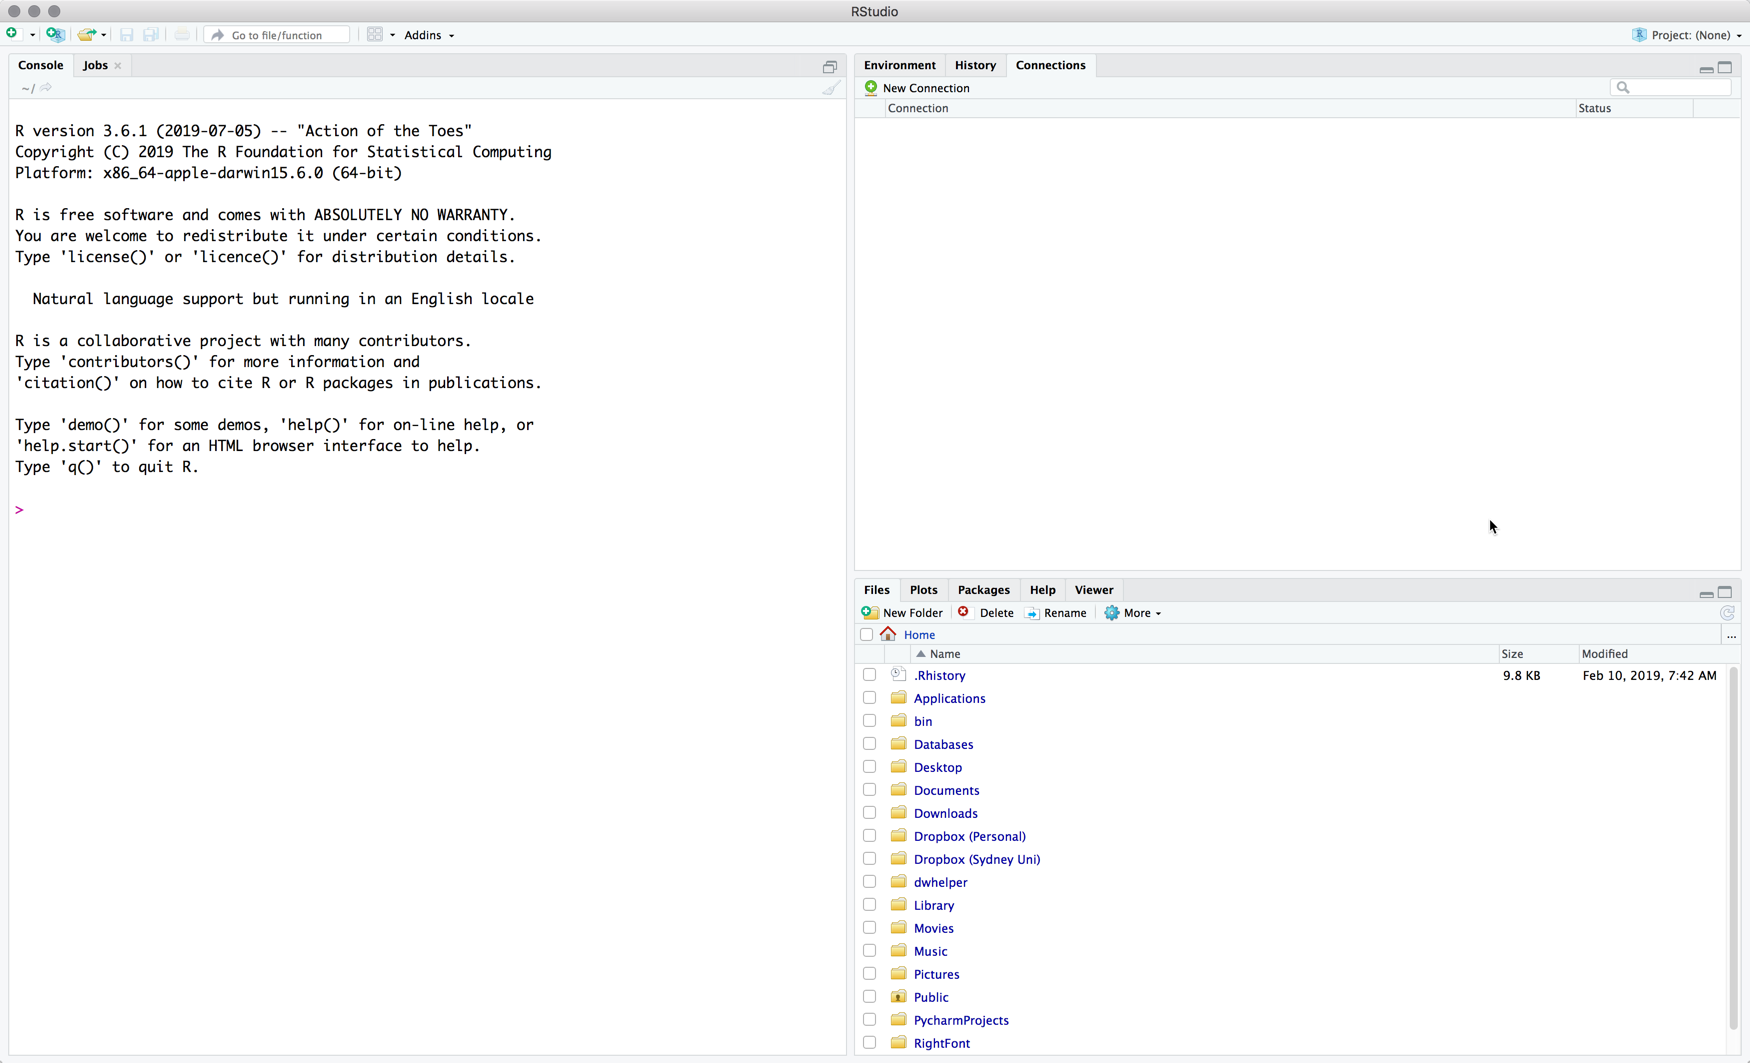 RStudio
Go to file/function
Addins
Project: (None)
Console
Jobs
~/
R version 3.6.1 (2019-07-05) -- "Action of the Toes"
Copyright (C) 2019 The R Foundation for Statistical Computing
Platform: x86_64-apple-darwin15.6.0 (64-bit)
R is free software and comes with ABSOLUTELY NO WARRANTY.
You are welcome to redistribute it under certain conditions.
Type 'license()' or 'licence()' for distribution details.
Natural language support but running in an English locale
R is a collaborative project with many contributors.
Type 'contributors()' for more information and
'citation()' on how to cite R or R packages in publications.
Type 'demo()' for some demos, 'help()' for on-line help, or
'help.start()' for an HTML browser interface to help.
Type 'q()' to quit R.
>
Environment
History
Connections
New Connection
Connection
Status
Files
Plots
Packages
Help
Viewer
New Folder
Delete
Rename
More
Home
...
Name
Size
Modified
.Rhistory
9.8 KB
Feb 10, 2019, 7:42 AM
Applications
bin
Databases
Desktop
Documents
Downloads
Dropbox (Personal)
Dropbox (Sydney Uni)
dwhelper
Library
Movies
Music
Pictures
Public
PycharmProjects
RightFont